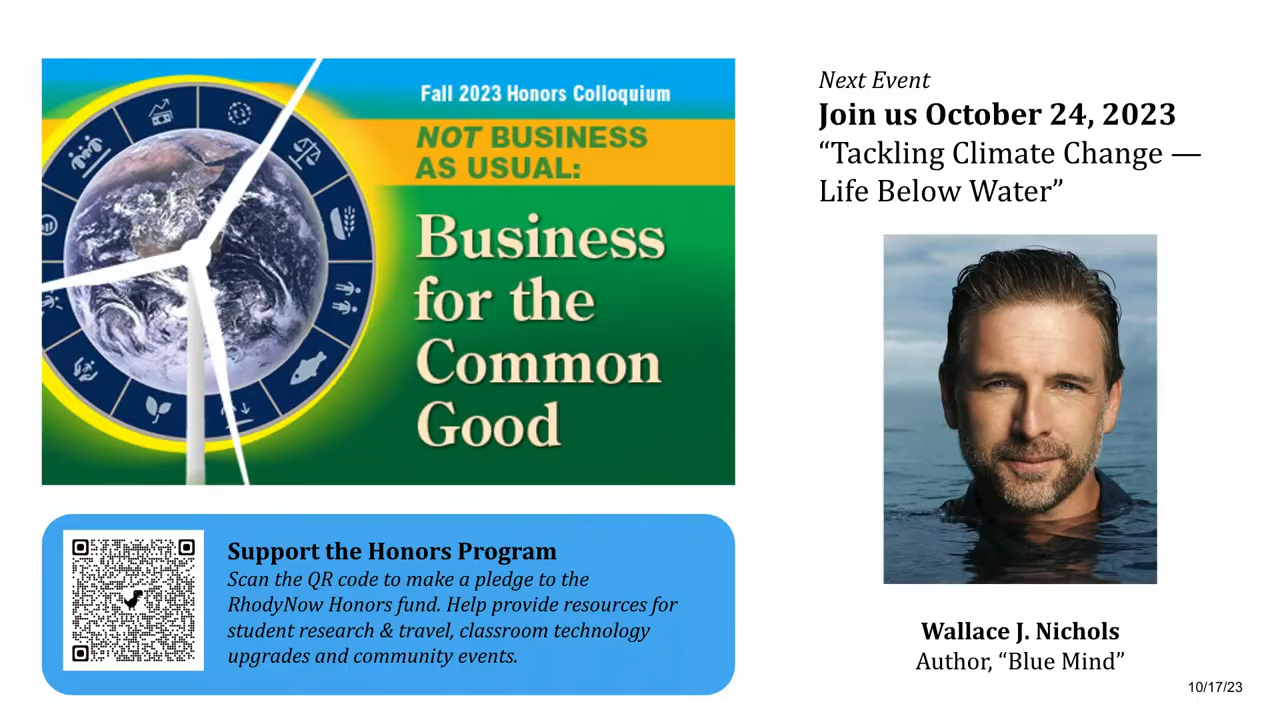 Fall 2023 Honors Colloquium
NOT BUSINESS
AS USUAL:
Business
for the
Common
Good
Support the Honors Program
Scan the QR code to make a pledge to the
RhodyNow Honors fund. Help provide resources for
student research & travel, classroom technology
upgrades and community events.
Next Event
Join us October 24, 2023
“Tackling Climate Change —
Life Below Water”
Wallace J. Nichols
Author, “Blue Mind”
10/17/23